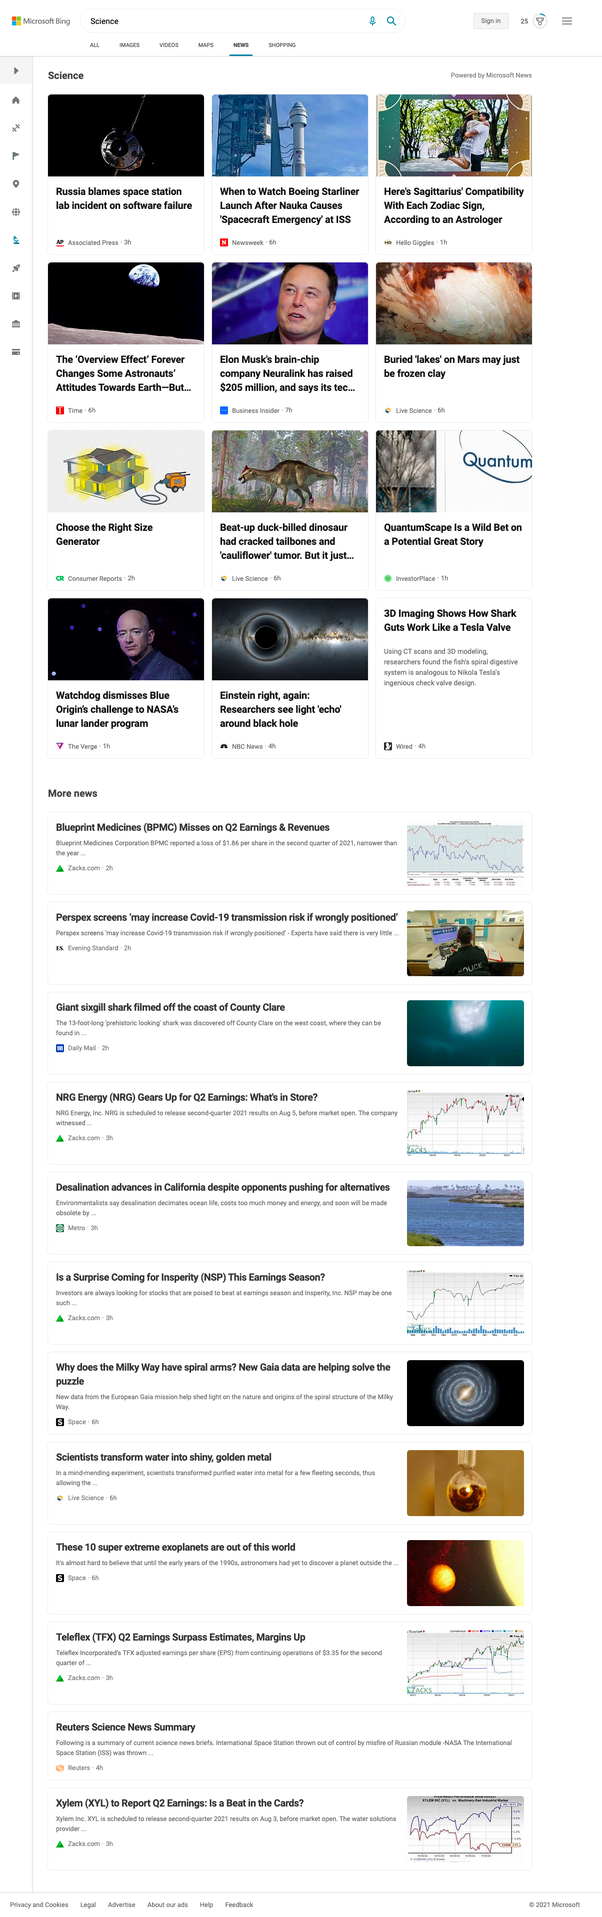 Microsoft Bing
Science
Sign in
25
ALL
IMAGES
VIDEOS
MAPS
NEWS
SHOPPING
Science
Powered by Microsoft News
Russia blames space station
lab incident on software failure
AP Associated Press · 3h
When to Watch Boeing Starliner
Launch After Nauka Causes
'Spacecraft Emergency' at ISS
N Newsweek · 6h
Here's Sagittarius' Compatibility
With Each Zodiac Sign,
According to an Astrologer
Hello Giggles · 1h
The ‘Overview Effect’ Forever
Changes Some Astronauts’
Attitudes Towards Earth—But...
T Time · 6h
Elon Musk's brain-chip
company Neuralink has raised
$205 million, and says its tec...
Business Insider · 7h
Buried 'lakes' on Mars may just
be frozen clay
Live Science · 6h
Choose the Right Size
Generator
CR Consumer Reports · 2h
Beat-up duck-billed dinosaur
had cracked tailbones and
'cauliflower' tumor. But it just...
Live Science · 6h
Quantum
QuantumScape Is a Wild Bet on
a Potential Great Story
InvestorPlace · 1h
Watchdog dismisses Blue
Origin’s challenge to NASA’s
lunar lander program
The Verge · 1h
Einstein right, again:
Researchers see light 'echo'
around black hole
NBC News · 4h
3D Imaging Shows How Shark
Guts Work Like a Tesla Valve
Using CT scans and 3D modeling,
researchers found the fish's spiral digestive
system is analogous to Nikola Tesla's
ingenious check valve design.
Wired · 4h
More news
Blueprint Medicines (BPMC) Misses on Q2 Earnings & Revenues
Blueprint Medicines Corporation BPMC reported a loss of $1.86 per share in the second quarter of 2021, narrower than
the year ...
Zacks.com · 2h
Perspex screens ‘may increase Covid-19 transmission risk if wrongly positioned’
Perspex screens ‘may increase Covid-19 transmission risk if wrongly positioned’ - Experts have said there is very little ...
ES Evening Standard · 2h
POLICE
Giant sixgill shark filmed off the coast of County Clare
The 13-foot-long 'prehistoric looking' shark was discovered off County Clare on the west coast, where they can be
found in ...
Daily Mail · 2h
NRG Energy (NRG) Gears Up for Q2 Earnings: What's in Store?
NRG Energy, Inc. NRG is scheduled to release second-quarter 2021 results on Aug 5, before market open. The company
witnessed ...
Zacks.com · 3h
ZACKS
Desalination advances in California despite opponents pushing for alternatives
Environmentalists say desalination decimates ocean life, costs too much money and energy, and soon will be made
obsolete by ...
Metro · 3h
Is a Surprise Coming for Insperity (NSP) This Earnings Season?
Investors are always looking for stocks that are poised to beat at earnings season and Insperity, Inc. NSP may be one
such ...
Zacks.com · 3h
Why does the Milky Way have spiral arms? New Gaia data are helping solve the
puzzle
New data from the European Gaia mission help shed light on the nature and origins of the spiral structure of the Milky
Way.
S Space · 6h
Scientists transform water into shiny, golden metal
In a mind-mending experiment, scientists transformed purified water into metal for a few fleeting seconds, thus
allowing the ...
Live Science · 6h
These 10 super extreme exoplanets are out of this world
It's almost hard to believe that until the early years of the 1990s, astronomers had yet to discover a planet outside the ...
S Space · 6h
Teleflex (TFX) Q2 Earnings Surpass Estimates, Margins Up
Teleflex Incorporated's TFX adjusted earnings per share (EPS) from continuing operations of $3.35 for the second
quarter of ...
Zacks.com · 3h
ZACKS
Reuters Science News Summary
Following is a summary of current science news briefs. International Space Station thrown out of control by misfire of Russian module -NASA The International
Space Station (ISS) was thrown ...
Reuters · 4h
Xylem (XYL) to Report Q2 Earnings: Is a Beat in the Cards?
Xylem Inc. XYL is scheduled to release second-quarter 2021 results on Aug 3, before market open. The water solutions
provider ...
Zacks.com · 3h
Privacy and Cookies
Legal
Advertise
About our ads
Help
Feedback
© 2021 Microsoft